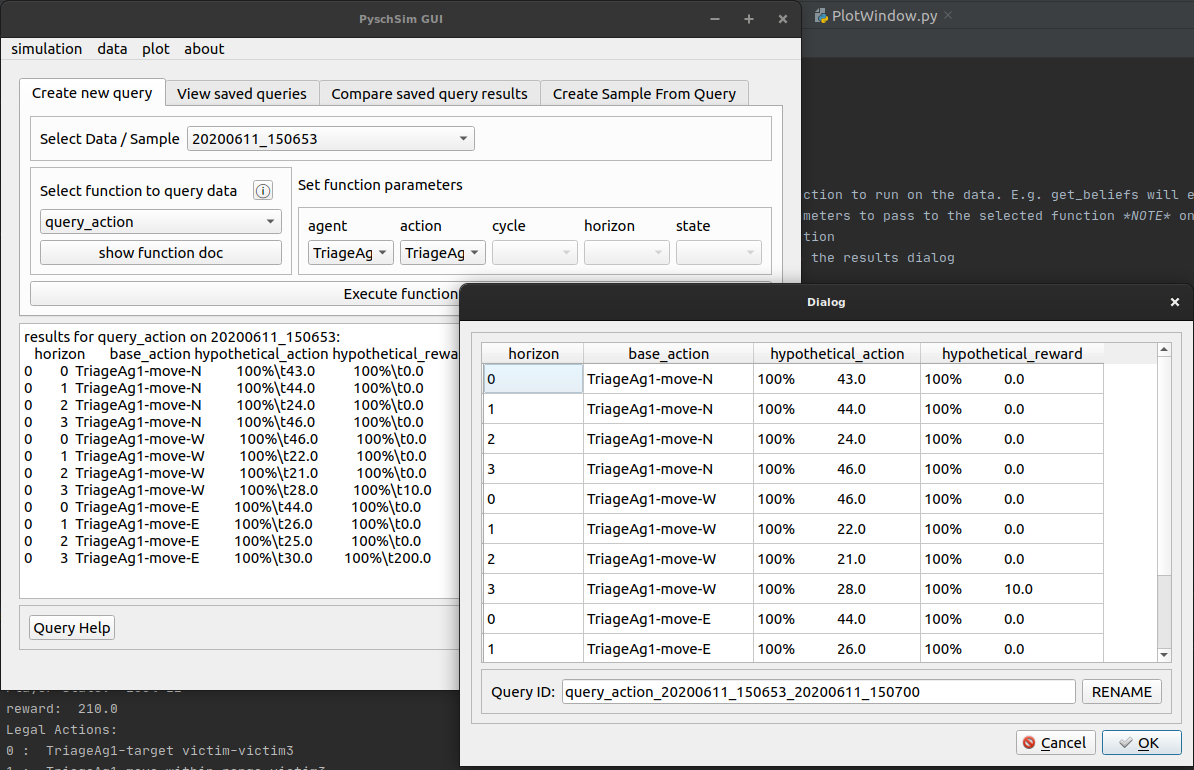 PyschSim GUI
PlotWindow.py
simulation data plot about
Create new query View saved queries Compare saved query results Create Sample From Query
Select Data / Sample 20200611_150653
Select function to query data
query_action
show function doc
Set function parameters
agent action cycle horizon state
TriageAg TriageAg
Execute function
ction to run on the data. E.g. get_beliefs will e
meters to pass to the selected function *NOTE* on
tion
the results dialog
results for query_action on 20200611_150653:
horizon base_action hypothetical_action hypothetical_rewa
0 0 TriageAg1-move-N 100%\t43.0 100%\t0.0
0 1 TriageAg1-move-N 100%\t44.0 100%\t0.0
0 2 TriageAg1-move-N 100%\t24.0 100%\t0.0
0 3 TriageAg1-move-N 100%\t46.0 100%\t0.0
0 0 TriageAg1-move-W 100%\t46.0 100%\t0.0
0 1 TriageAg1-move-W 100%\t22.0 100%\t0.0
0 2 TriageAg1-move-W 100%\t21.0 100%\t0.0
0 3 TriageAg1-move-W 100%\t28.0 100%\t10.0
0 0 TriageAg1-move-E 100%\t44.0 100%\t0.0
0 1 TriageAg1-move-E 100%\t26.0 100%\t0.0
0 2 TriageAg1-move-E 100%\t25.0 100%\t0.0
0 3 TriageAg1-move-E 100%\t30.0 100%\t200.0
Query Help
reward: 210.0
Legal Actions:
0 : TriageAg1-target victim-victim3
Dialog
horizon base_action hypothetical_action hypothetical_reward
0 TriageAg1-move-N 100% 43.0 100% 0.0
1 TriageAg1-move-N 100% 44.0 100% 0.0
2 TriageAg1-move-N 100% 24.0 100% 0.0
3 TriageAg1-move-N 100% 46.0 100% 0.0
0 TriageAg1-move-W 100% 46.0 100% 0.0
1 TriageAg1-move-W 100% 22.0 100% 0.0
2 TriageAg1-move-W 100% 21.0 100% 0.0
3 TriageAg1-move-W 100% 28.0 100% 10.0
0 TriageAg1-move-E 100% 44.0 100% 0.0
1 TriageAg1-move-E 100% 26.0 100% 0.0
Query ID: query_action_20200611_150653_20200611_150700 RENAME
Cancel OK